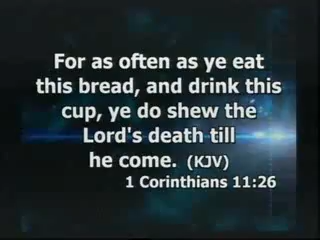 For as often as ye eat
this bread, and drink this
cup, ye do shew the
Lord's death till
he come. (KJV)
1 Corinthians 11:26